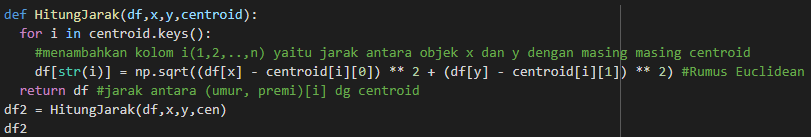 def HitungJarak(df,x,y,centroid):
  for i in centroid.keys():
    #menambahkan kolom i(1,2,..,n) yaitu jarak antara objek x dan y dengan masing masing centroid
    df[str(i)] = np.sqrt((df[x] - centroid[i][0]) ** 2 + (df[y] - centroid[i][1]) ** 2) #Rumus Euclidean
  return df #jarak antara (umur, premi)[i] dg centroid
df2 = HitungJarak(df,x,y,cen)
df2